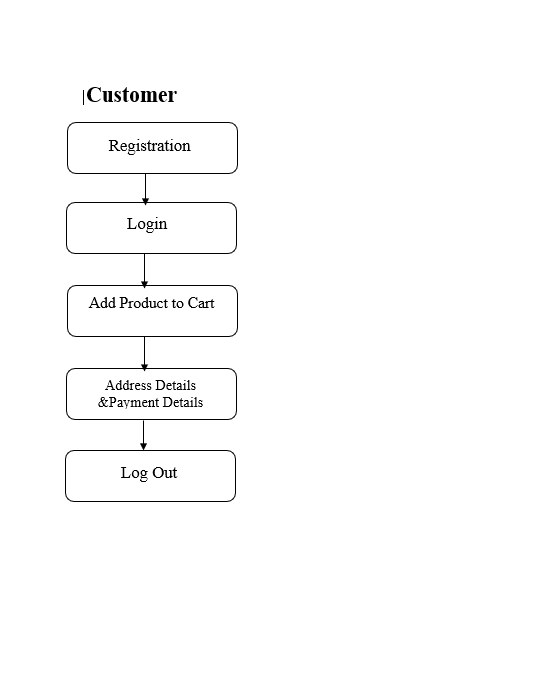 Customer
Registration
Login
Add Product to Cart
Address Details
&Payment Details
Log Out